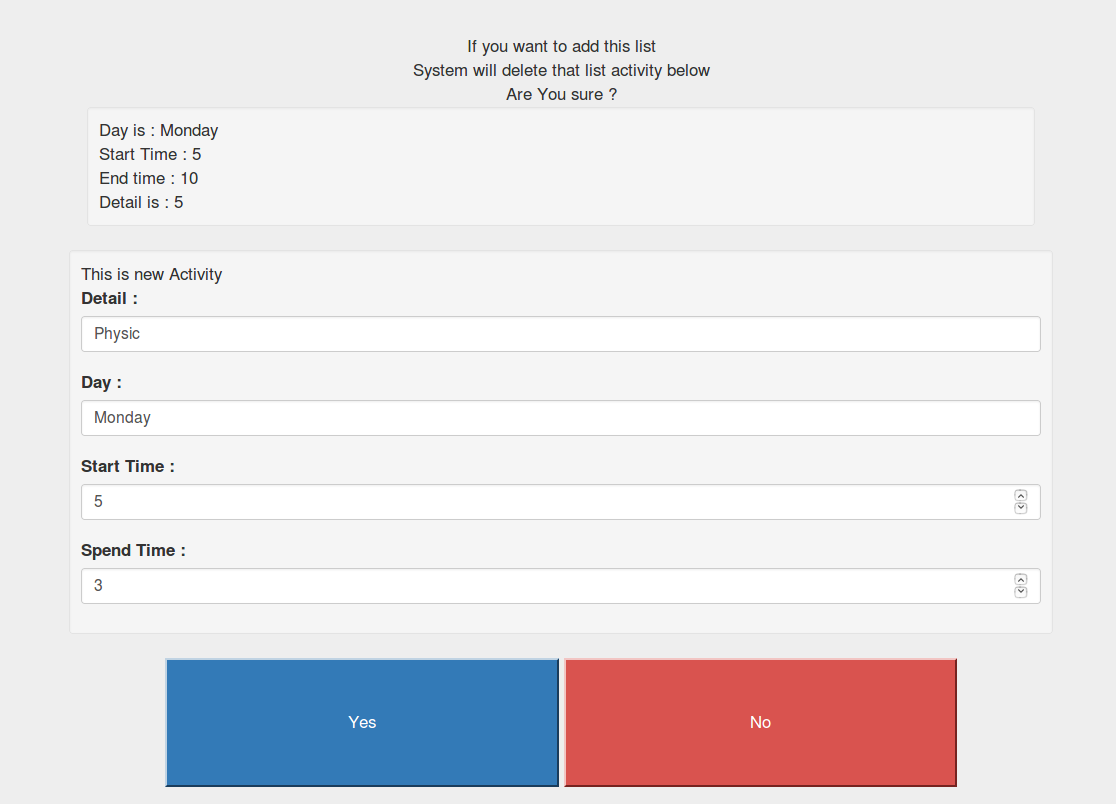 If you want to add this list
System will delete that list activity below
Are You sure ?
Day is : Monday
Start Time : 5
End time : 10
Detail is : 5
This is new Activity
Detail :
Physic
Day :
Monday
Start Time :
5
Spend Time :
3
Yes
No